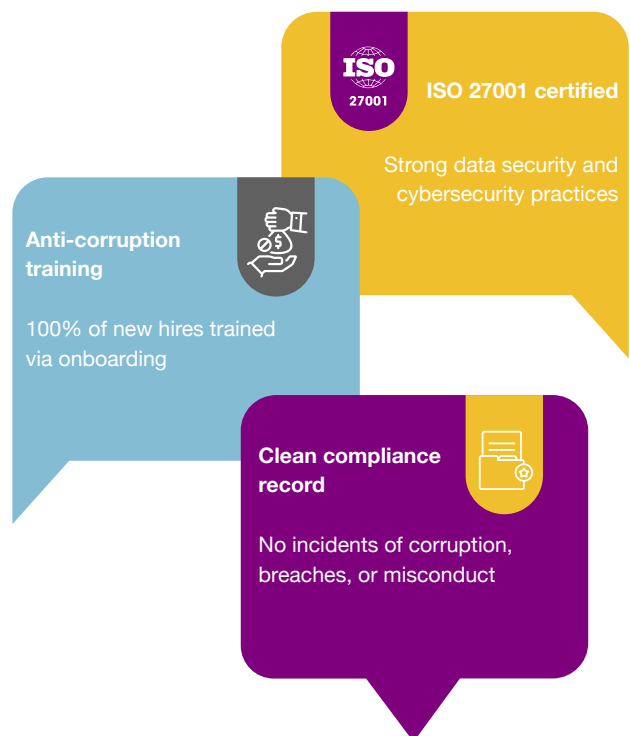 ISO
27001
ISO 27001 certified
Strong data security and
cybersecurity practices
Anti-corruption
training
$
100% of new hires trained
via onboarding
Clean compliance
record
No incidents of corruption,
breaches, or misconduct